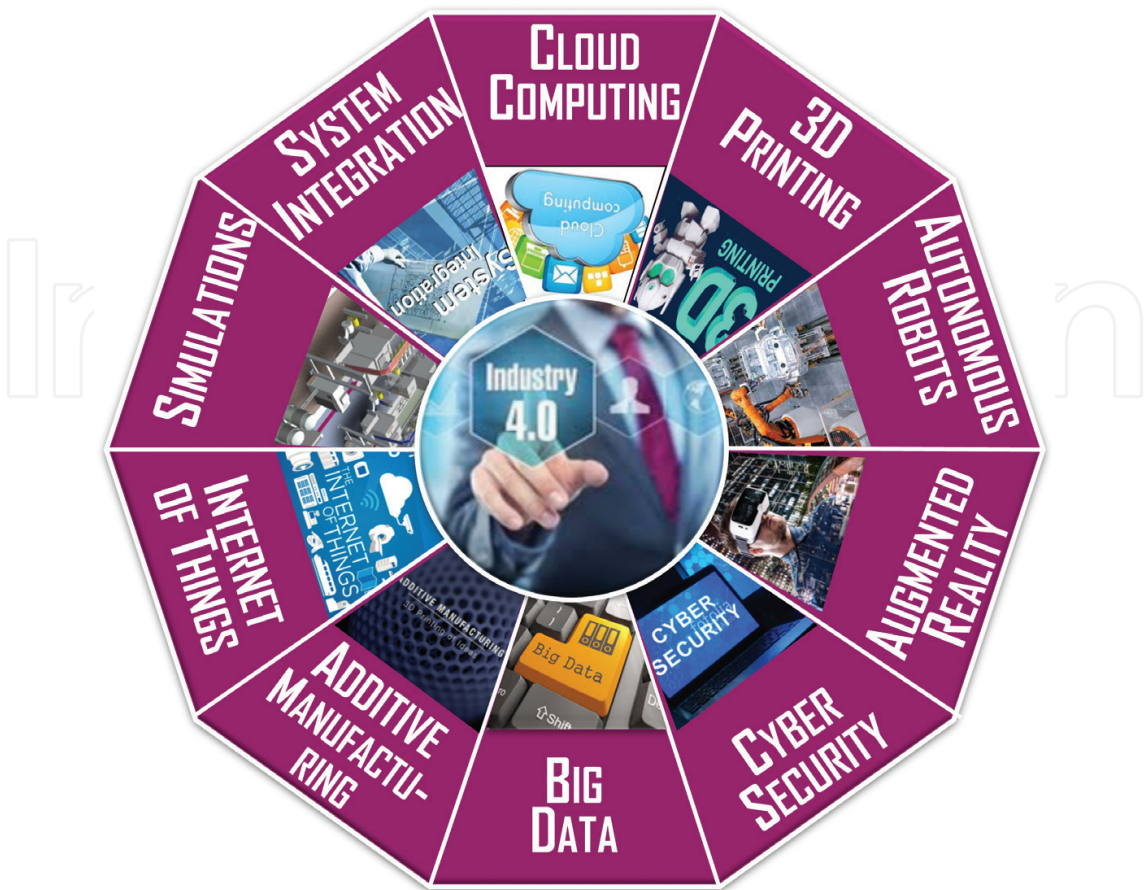 CLOUD
COMPUTING
3D
PRINTING
AUTONOMOUS
ROBOTS
AUGMENTED
REALITY
CYBER
SECURITY
BIG
DATA
ADDITIVE
MANUFACTU-
RING
INTERNET
OF THINGS
SIMULATIONS
SYSTEM
INTEGRATION
Cloud
computing
3D
PRINTING
CYBER
SECURITY
Big Data
Shift
ADDITIVE MANUFACTURING
THE
INTERNET
OF THINGS
System
Integration
Industry
4.0